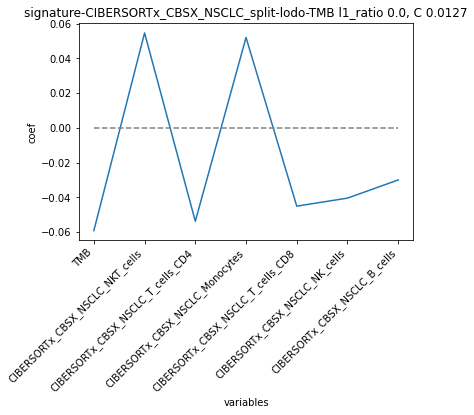 signature-CIBERSORTx_CBSX_NSCLC_split-lodo-TMB l1_ratio 0.0, C 0.0127
0.06
0.04
0.02
0.00
−0.02
−0.04
−0.06
coef
TMB
CIBERSORTx_CBSX_NSCLC_NKT_cells
CIBERSORTx_CBSX_NSCLC_T_cells_CD4
CIBERSORTx_CBSX_NSCLC_Monocytes
CIBERSORTx_CBSX_NSCLC_T_cells_CD8
CIBERSORTx_CBSX_NSCLC_NK_cells
CIBERSORTx_CBSX_NSCLC_B_cells
variables